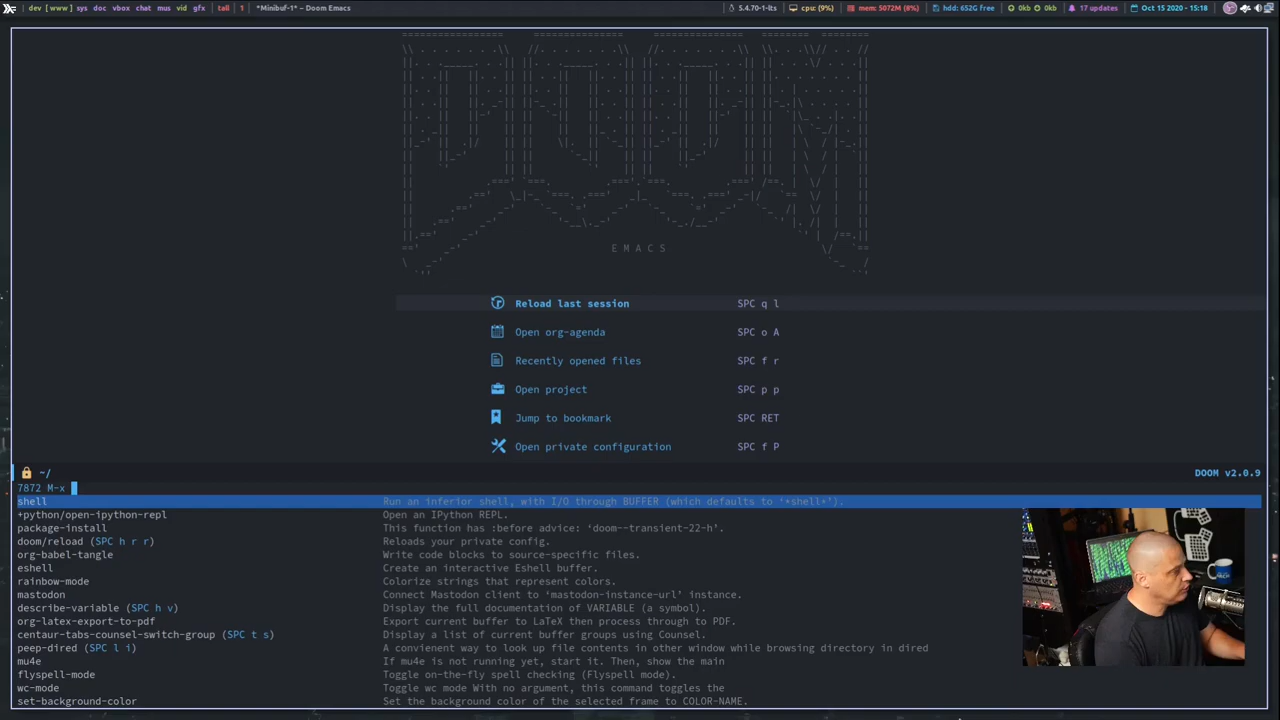 dev [ www ] sys doc vbox chat mus vid gfx tall 1 *Minibuf-1* – Doom Emacs 5.4.70-1-lts cpu: (9%) mem: 5072M (8%) hdd: 652G free 0kb 0kb 17 updates Oct 15 2020 - 15:18
E M A C S
Reload last session SPC q l
Open org-agenda SPC o A
Recently opened files SPC f r
Open project SPC p p
Jump to bookmark SPC RET
Open private configuration SPC f P
~/ DOOM v2.0.9
7872 M-x
shell Run an inferior shell, with I/O through BUFFER (which defaults to ‘*shell*’).
+python/open-ipython-repl Open an IPython REPL.
package-install This function has :before advice: ‘doom--transient-22-h’.
doom/reload (SPC h r r) Reloads your private config.
org-babel-tangle Write code blocks to source-specific files.
eshell Create an interactive Eshell buffer.
rainbow-mode Colorize strings that represent colors.
mastodon Connect Mastodon client to ‘mastodon-instance-url’ instance.
describe-variable (SPC h v) Display the full documentation of VARIABLE (a symbol).
org-latex-export-to-pdf Export current buffer to LaTeX then process through to PDF.
centaur-tabs-counsel-switch-group (SPC t s) Display a list of current buffer groups using Counsel.
peep-dired (SPC l i) A convienent way to look up file contents in other window while browsing directory in dired
mu4e If mu4e is not running yet, start it. Then, show the main
flyspell-mode Toggle on-the-fly spell checking (Flyspell mode).
wc-mode Toggle wc mode With no argument, this command toggles the
set-background-color Set the background color of the selected frame to COLOR-NAME.